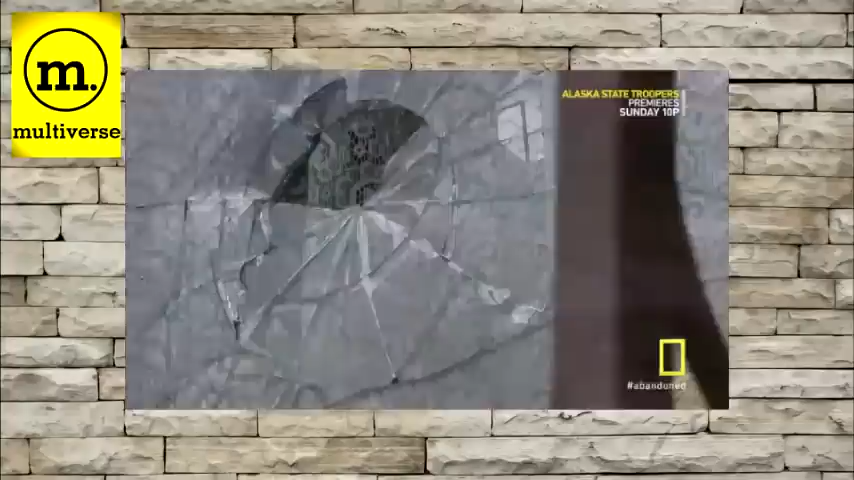 m.
multiverse
ALASKA STATE TROOPERS
PREMIERES
SUNDAY 10P
#abandoned